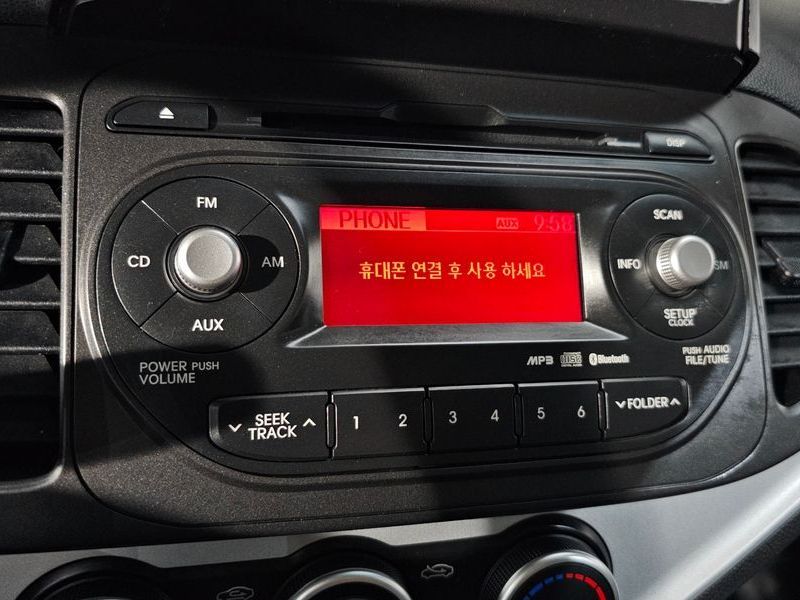 DISP
FM
CD
AM
AUX
PHONE AUX 9:58
휴대폰 연결 후 사용 하세요
SCAN
INFO
SETUP
CLOCK
POWER PUSH
VOLUME
MP3 DISC Bluetooth
PUSH AUDIO
FILE/TUNE
SEEK
TRACK
1 2 3 4 5 6
FOLDER